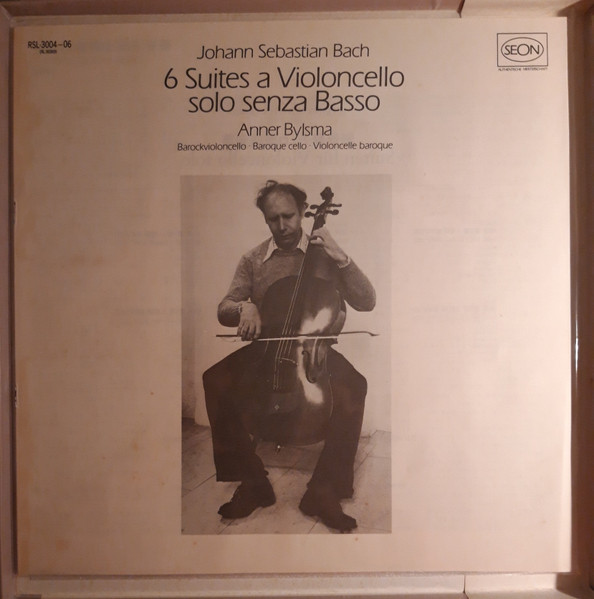 RSL-3004-06
SEON
Johann Sebastian Bach
6 Suites a Violoncello
solo senza Basso
Anner Bylsma
Barockvioloncello · Baroque cello · Violoncelle baroque